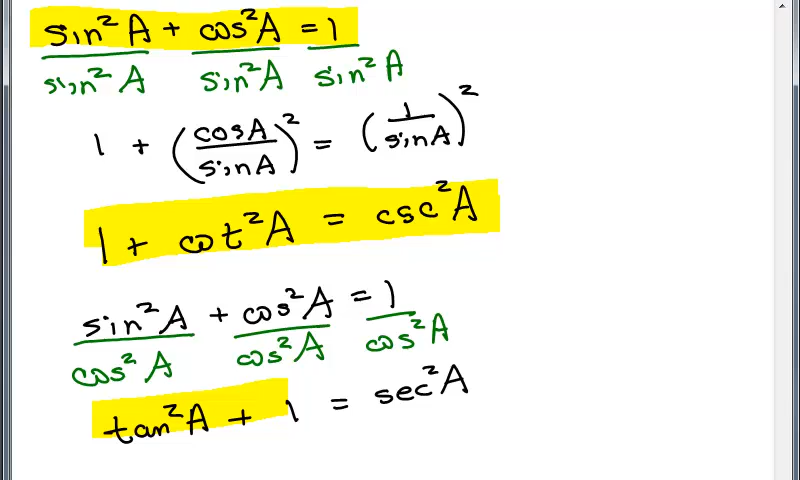 sin²A + cos²A = 1
sin²A sin²A sin²A
1 + (cosA/sinA)² = (1/sinA)²
1 + cot²A = csc²A
sin²A + cos²A = 1
cos²A cos²A cos²A
tan²A + 1 = sec²A